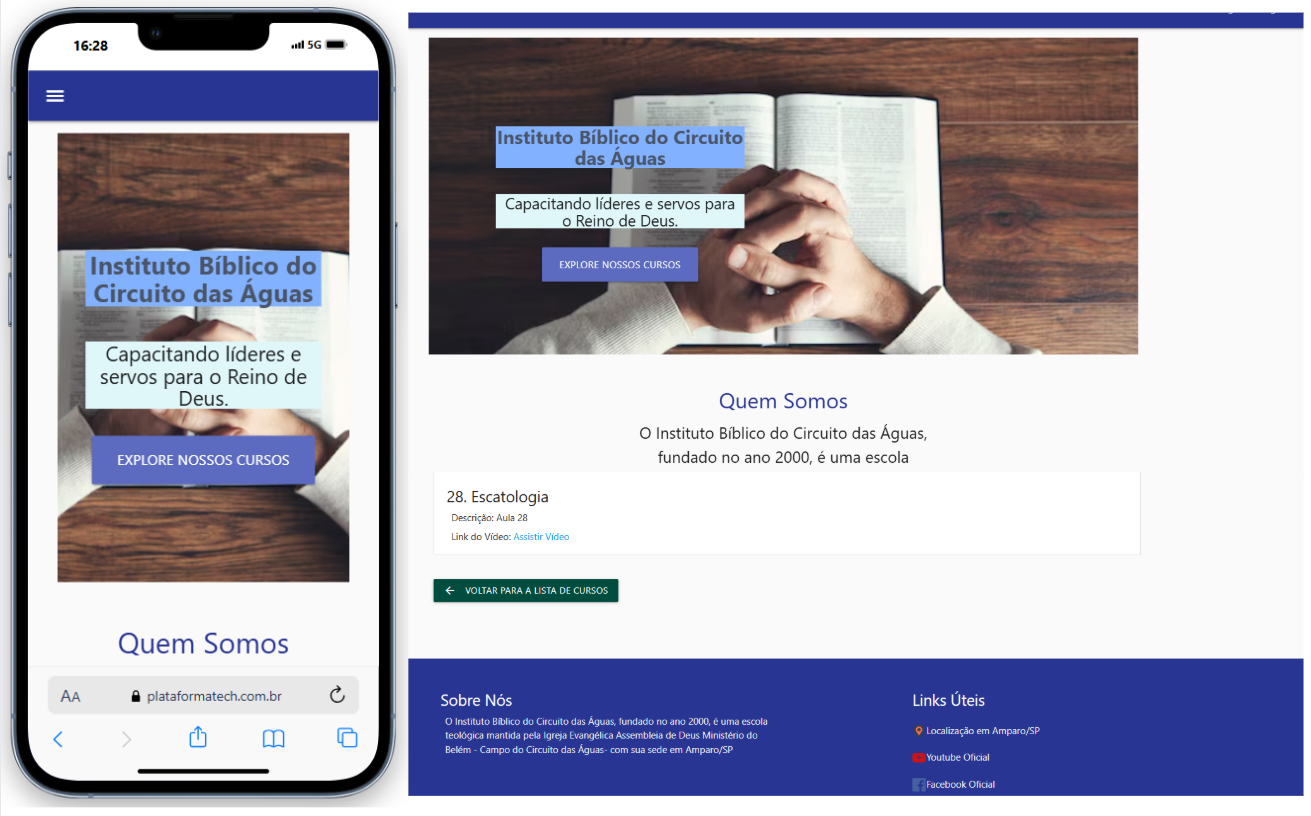 16:28
5G
Instituto Bíblico do
Circuito das Águas
Capacitando líderes e
servos para o Reino de
Deus.
EXPLORE NOSSOS CURSOS
Quem Somos
AA
plataformatech.com.br
Instituto Bíblico do Circuito
das Águas
Capacitando líderes e servos para
o Reino de Deus.
EXPLORE NOSSOS CURSOS
Quem Somos
O Instituto Bíblico do Circuito das Águas,
fundado no ano 2000, é uma escola
28. Escatologia
Descrição: Aula 28
Link do Vídeo: Assistir Vídeo
VOLTAR PARA A LISTA DE CURSOS
Sobre Nós
O Instituto Bíblico do Circuito das Águas, fundado no ano 2000, é uma escola
teológica mantida pela Igreja Evangélica Assembleia de Deus Ministério do
Belém - Campo do Circuito das Águas- com sua sede em Amparo/SP
Links Úteis
Localização em Amparo/SP
Youtube Oficial
Facebook Oficial